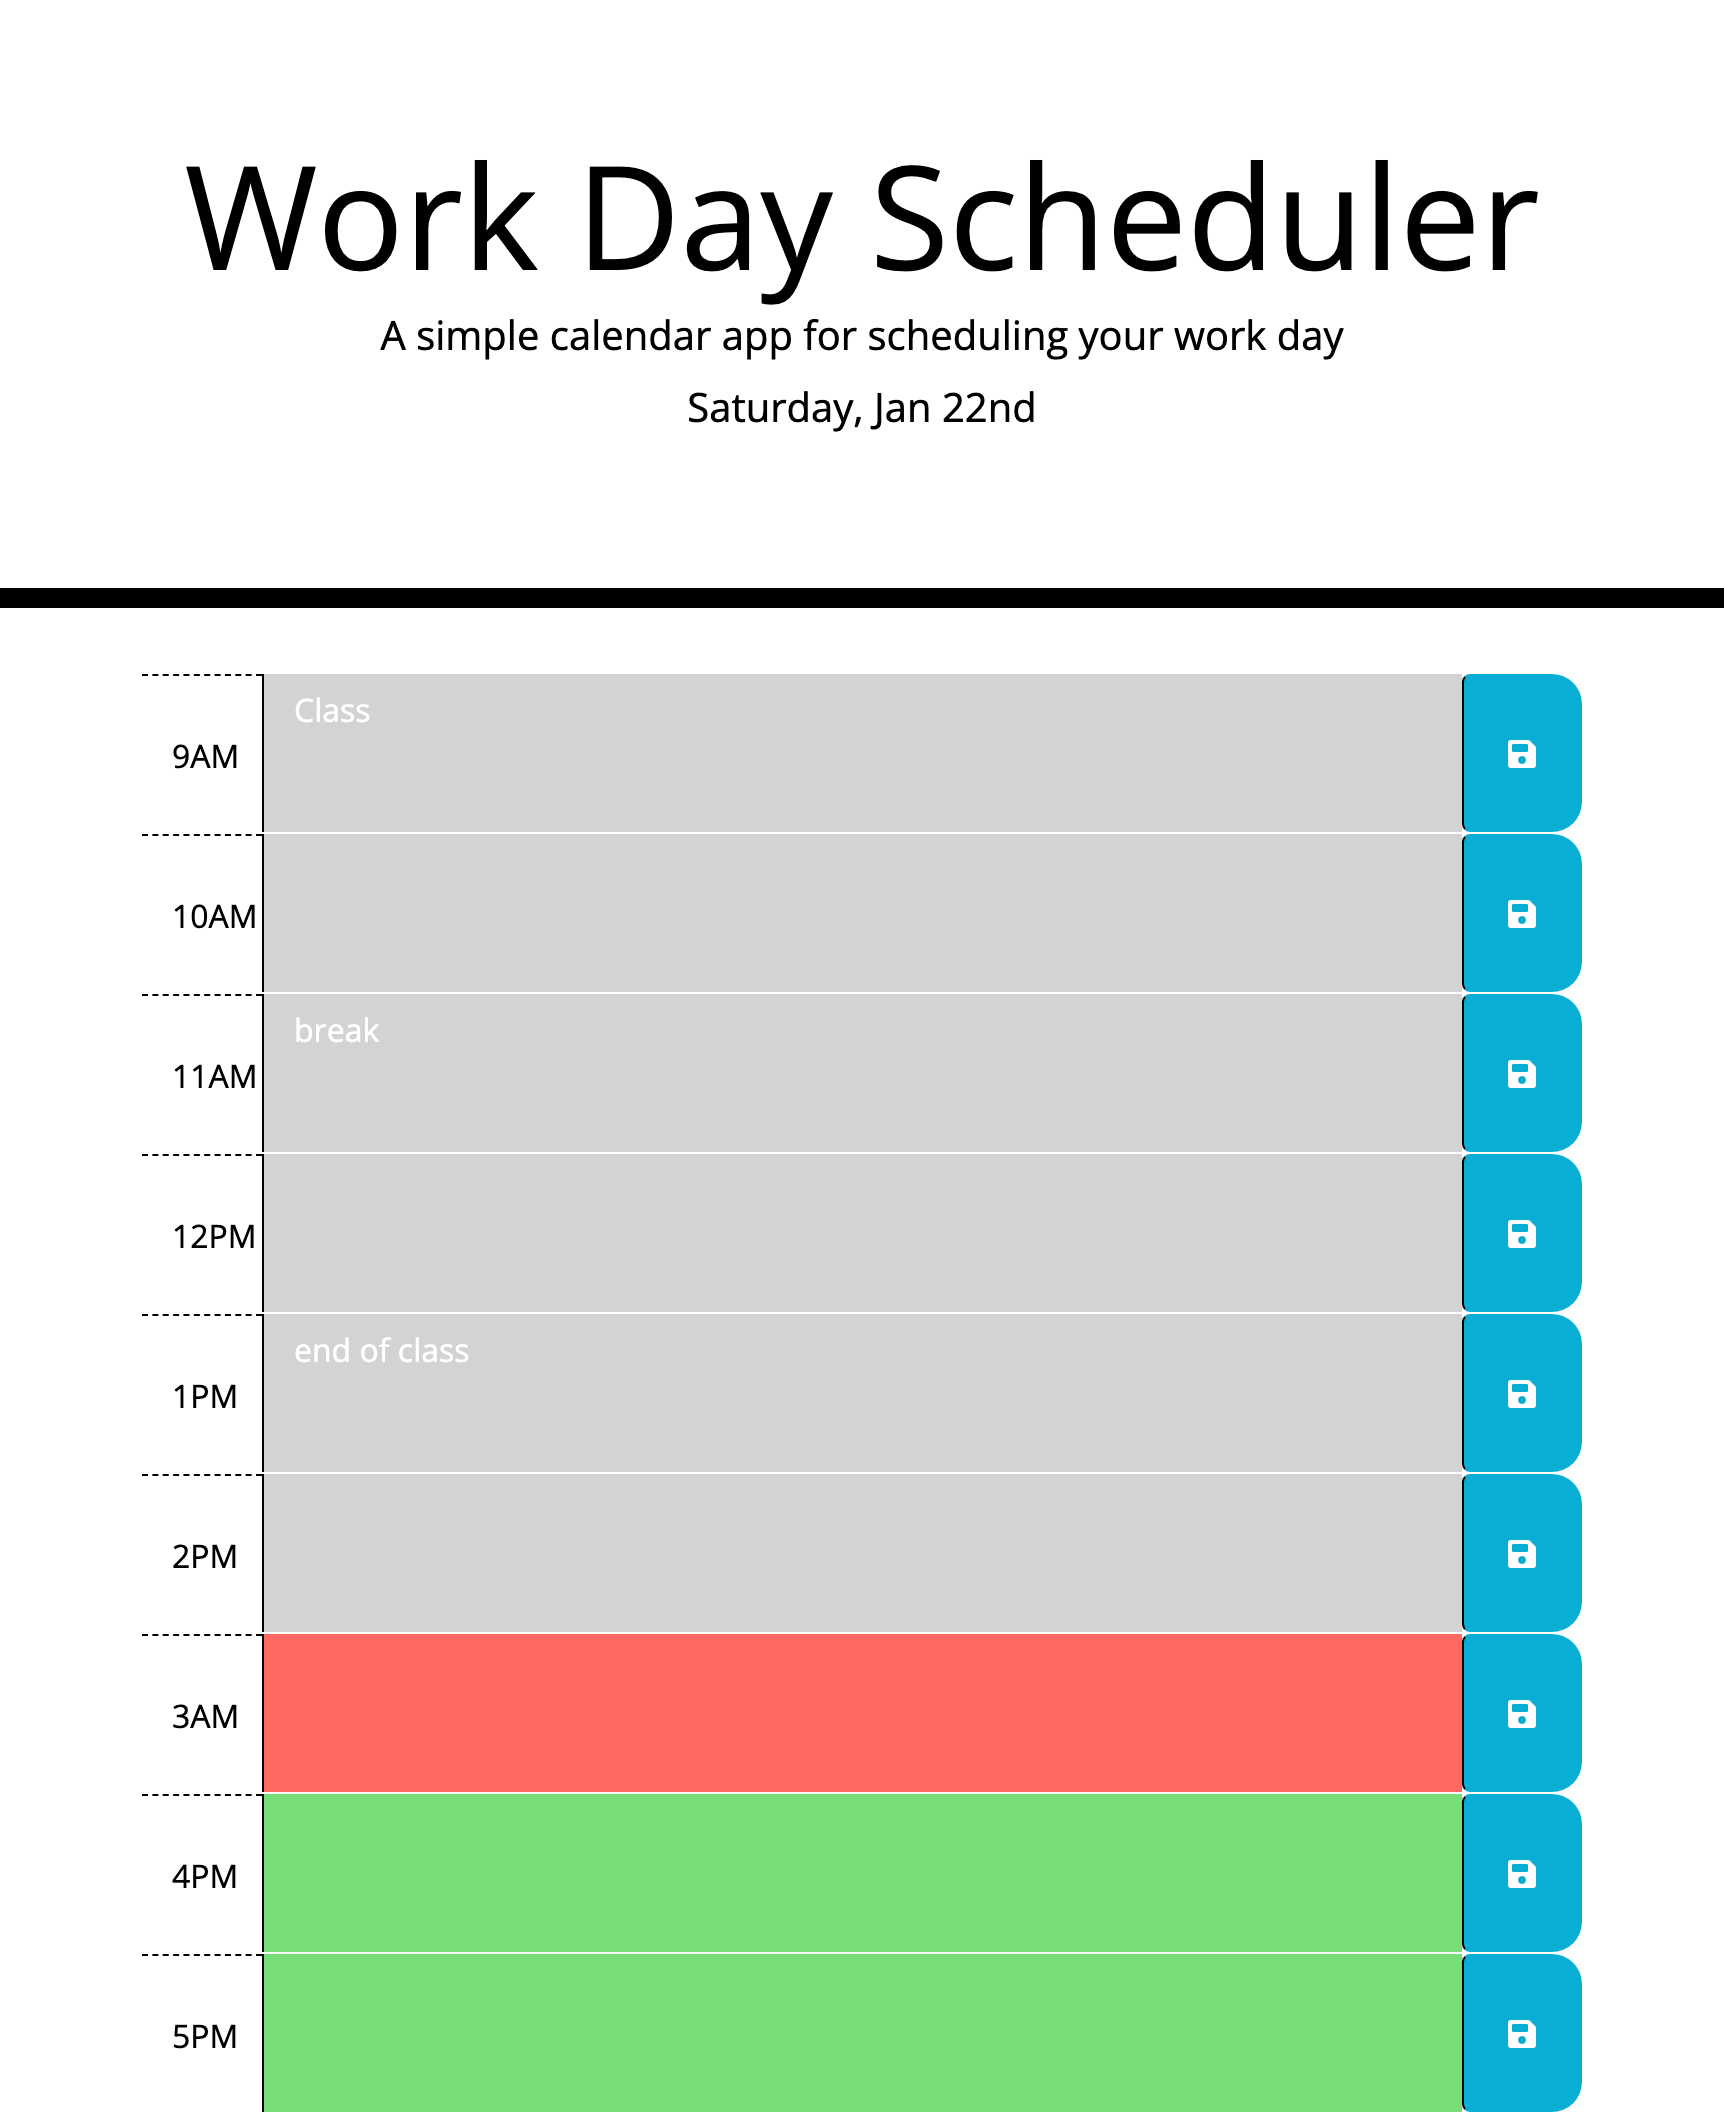 Work Day Scheduler
A simple calendar app for scheduling your work day
Saturday, Jan 22nd
9AM
Class
10AM
11AM
break
12PM
1PM
end of class
2PM
3AM
4PM
5PM